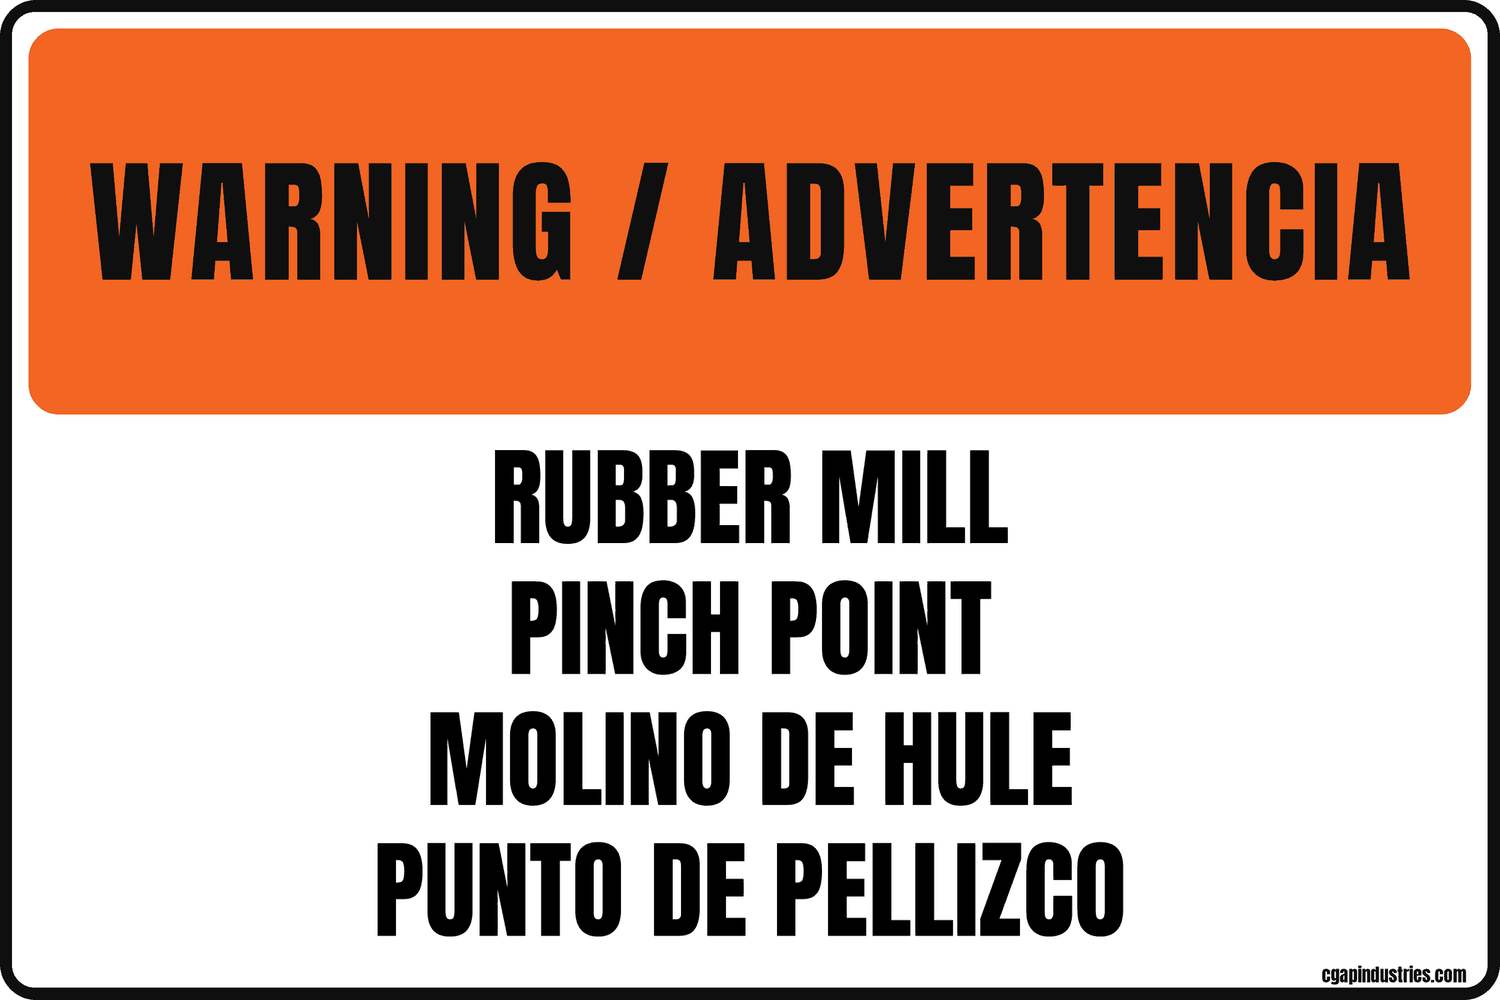 WARNING / ADVERTENCIA
RUBBER MILL
PINCH POINT
MOLINO DE HULE
PUNTO DE PELLIZCO
cgapindustries.com